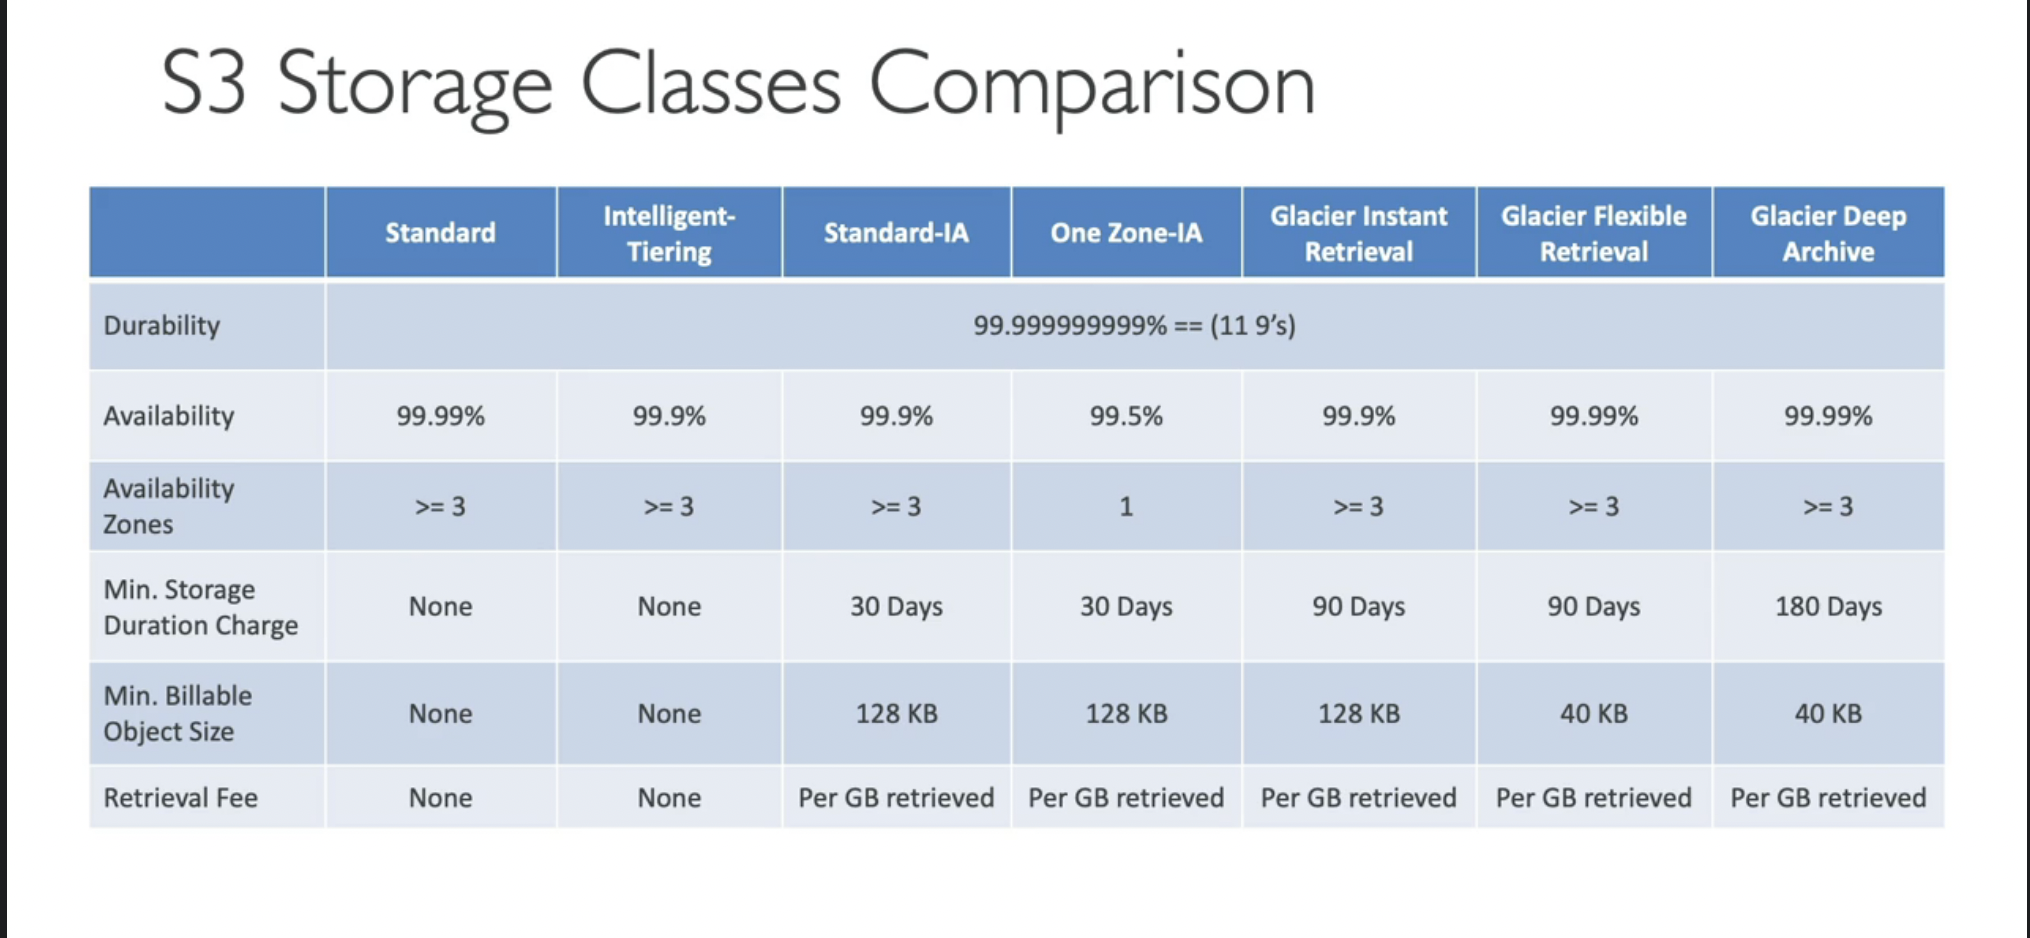 S3 Storage Classes Comparison
Standard
Intelligent-
Tiering
Standard-IA
One Zone-IA
Glacier Instant
Retrieval
Glacier Flexible
Retrieval
Glacier Deep
Archive
Durability
99.999999999% == (11 9’s)
Availability
99.99%
99.9%
99.9%
99.5%
99.9%
99.99%
99.99%
Availability
Zones
>= 3
>= 3
>= 3
1
>= 3
>= 3
>= 3
Min. Storage
Duration Charge
None
None
30 Days
30 Days
90 Days
90 Days
180 Days
Min. Billable
Object Size
None
None
128 KB
128 KB
128 KB
40 KB
40 KB
Retrieval Fee
None
None
Per GB retrieved
Per GB retrieved
Per GB retrieved
Per GB retrieved
Per GB retrieved